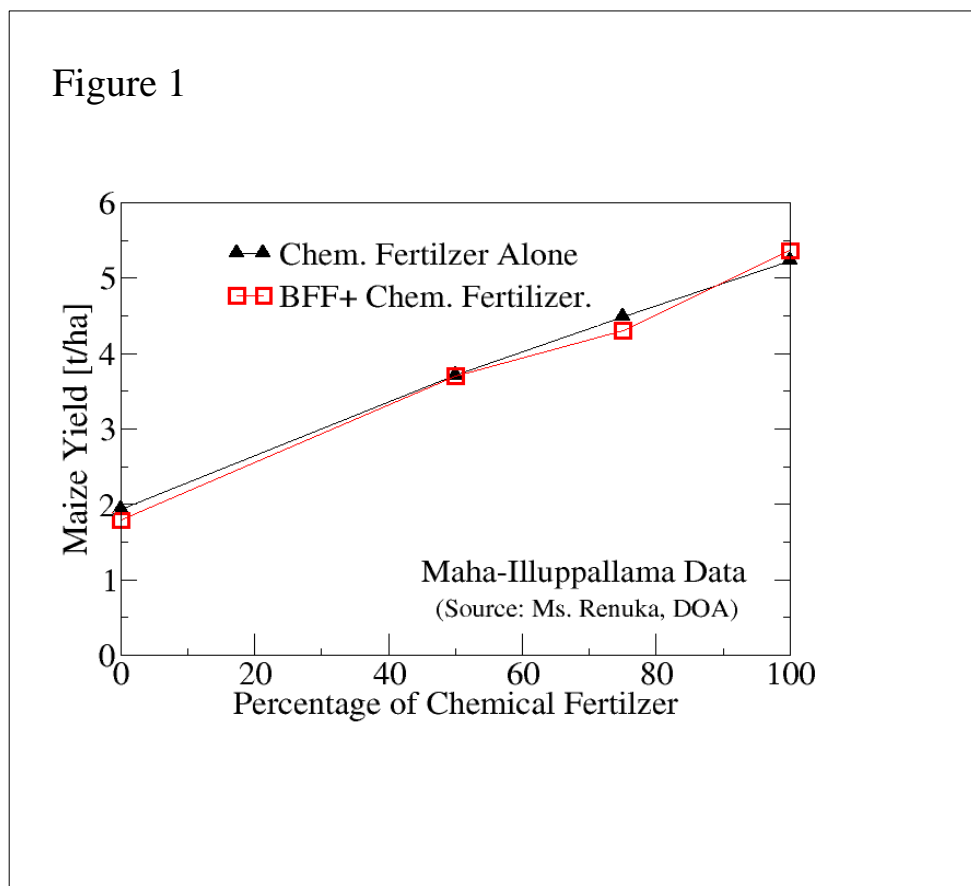 Figure 1
6
5
4
3
2
1
0
Maize Yield [t/ha]
Chem. Fertilzer Alone
BFF+ Chem. Fertilizer.
Maha-Illuppallama Data
(Source: Ms. Renuka, DOA)
0 20 40 60 80 100
Percentage of Chemical Fertilzer